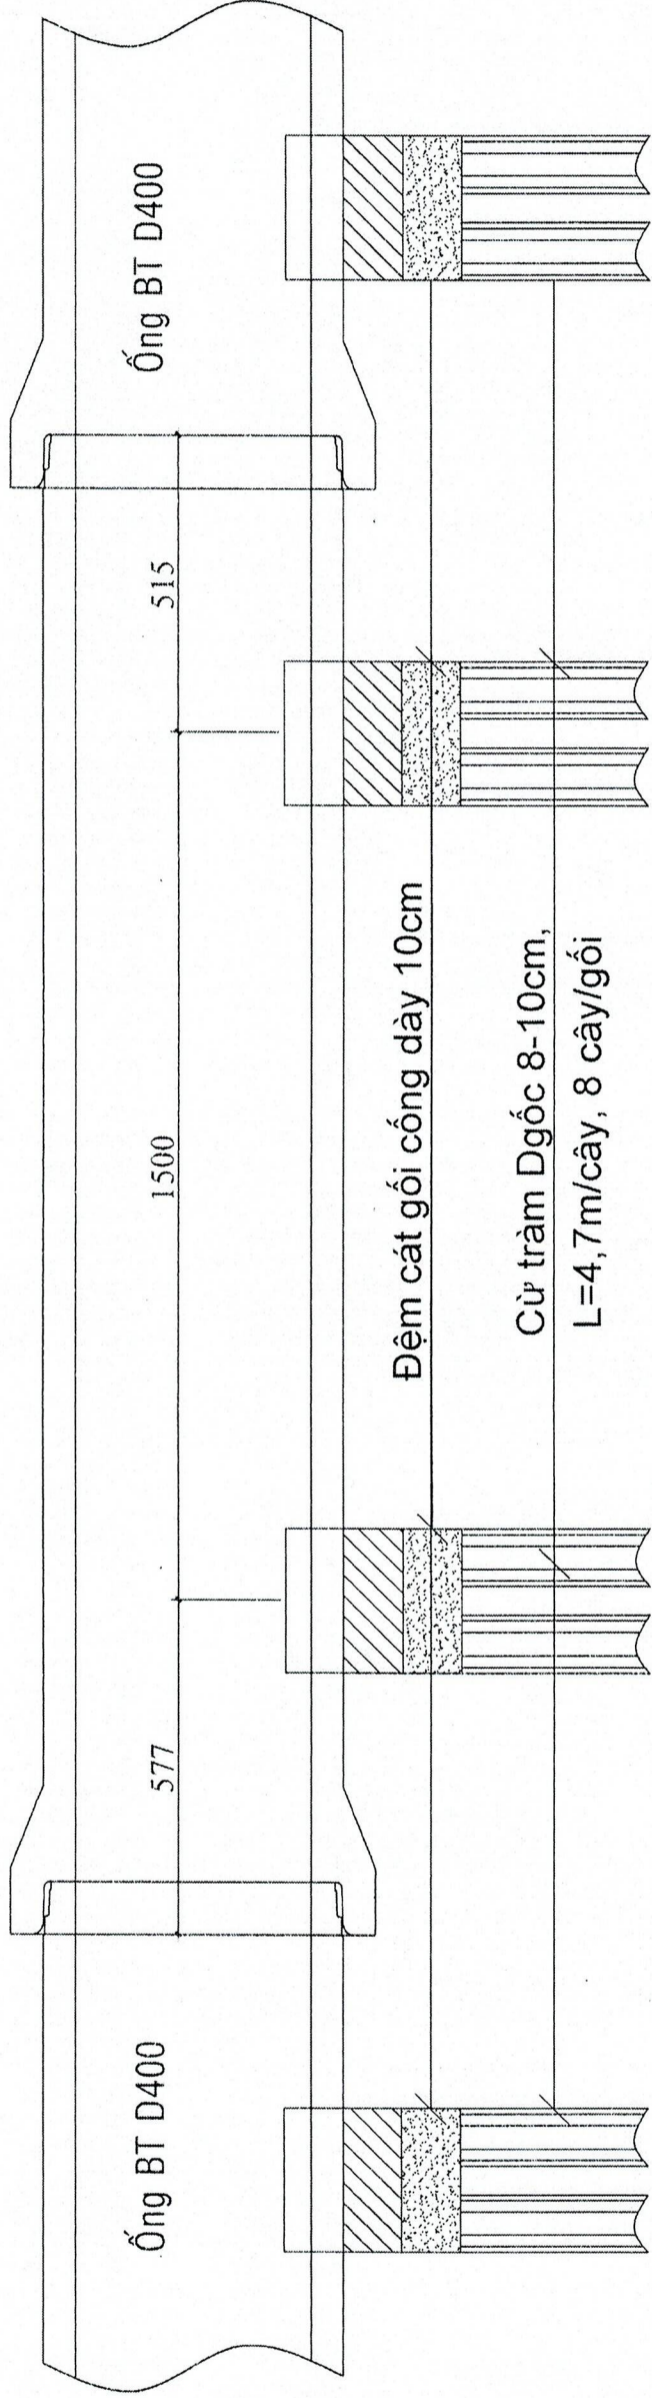 Ống BT D400
Ống BT D400
577
1500
515
Đệm cát gối cống dày 10cm
Cừ tràm Dgốc 8-10cm,
L=4,7m/cây, 8 cây/gối